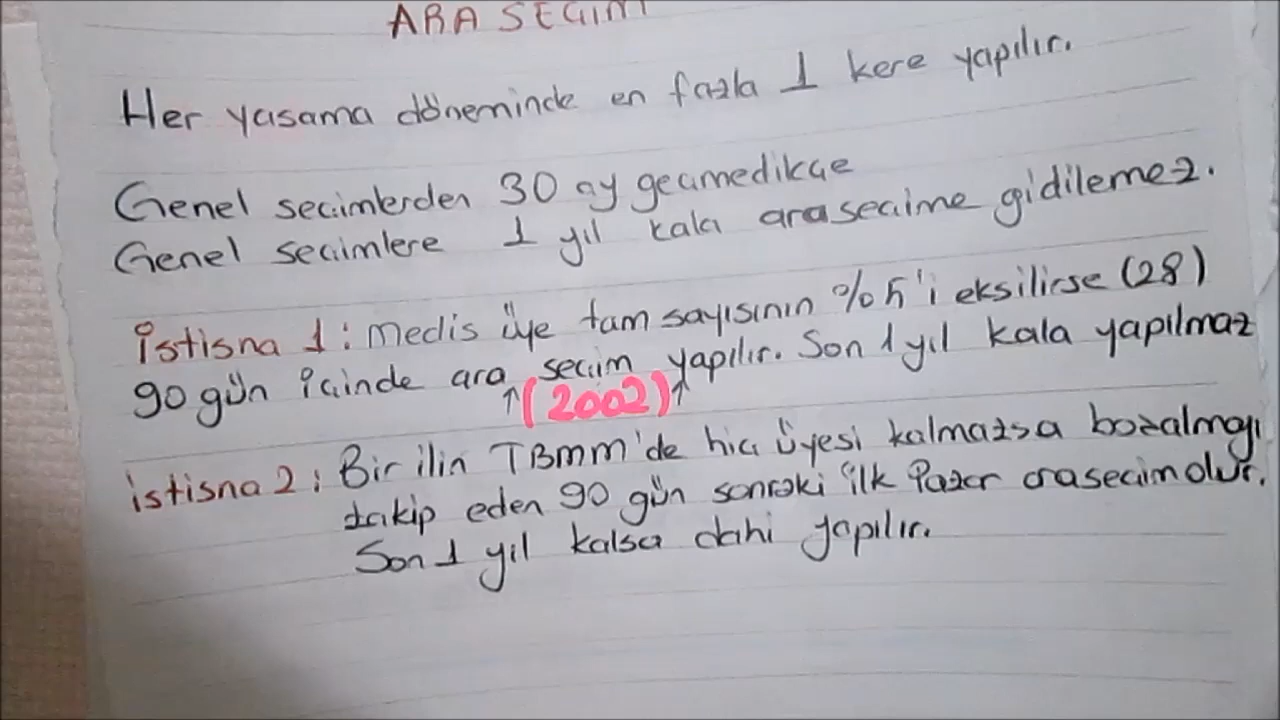 ARA SEÇİM
Her yasama döneminde en fazla 1 kere yapılır.
Genel seçimlerden 30 ay geçmedikçe
Genel seçimlere 1 yıl kala araseçime gidilemez.
İstisna 1: Meclis üye tam sayısının %5'i eksilirse (28)
90 gün içinde ara seçim yapılır. Son 1 yıl kala yapılmaz
↑(2002)↑
İstisna 2: Bir ilin TBMM'de hiç üyesi kalmazsa bozalmayı
takip eden 90 gün sonraki ilk Pazar araseçim olur.
Son 1 yıl kalsa dahi yapılır.